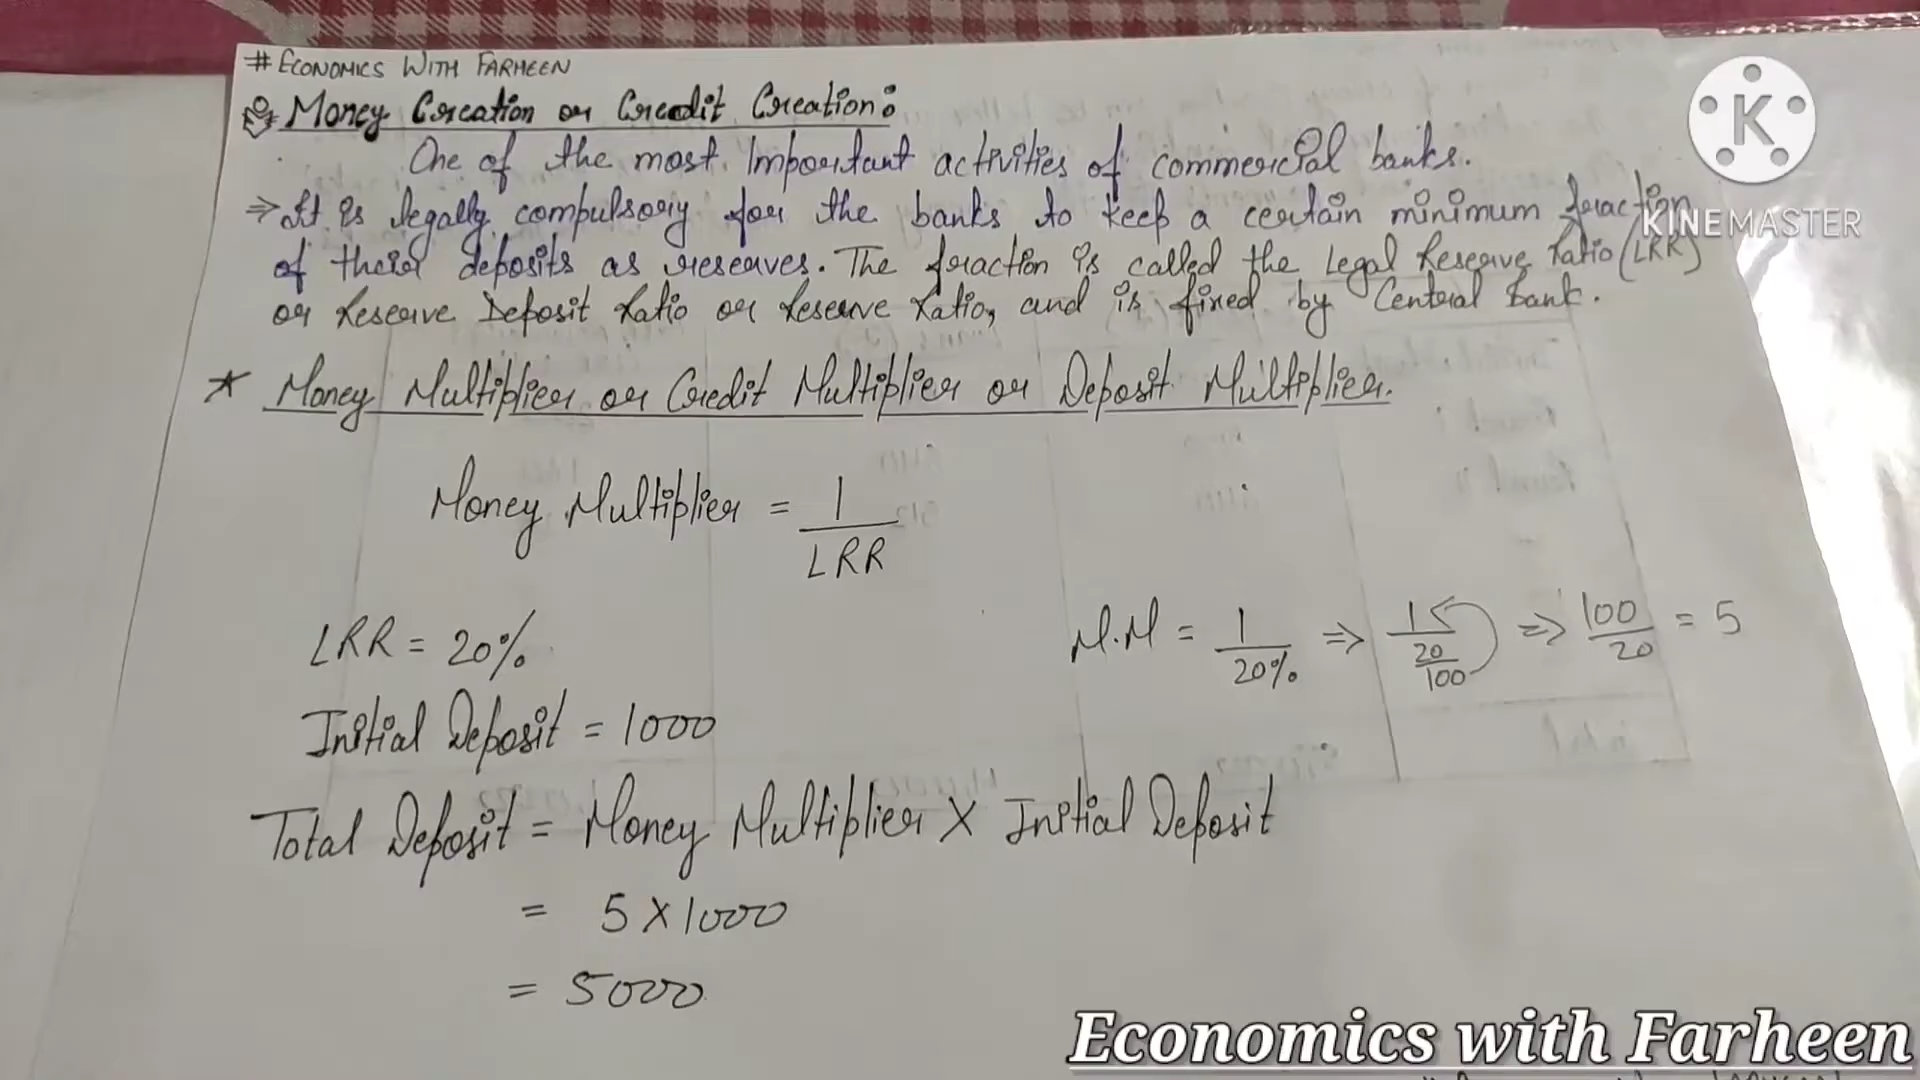 # ECONOMICS WITH FARHEEN
Money Creation or Credit Creation:
One of the most Important activities of commercial banks.
⇒ It is legally compulsory for the banks to keep a certain minimum fraction
of their deposits as reserves. The fraction is called the Legal Reserve Ratio (LRR)
or Reserve Deposit Ratio or Reserve Ratio, and is fixed by Central Bank.
K
KINEMASTER
* Money Multiplier or Credit Multiplier or Deposit Multiplier.
Money Multiplier = 1/LRR
LRR = 20%
M.M = 1/20% ⇒ 1/(20/100) ⇒ 100/20 = 5
Initial Deposit = 1000
Total Deposit = Money Multiplier X Initial Deposit
= 5 X 1000
= 5000
Economics with Farheen